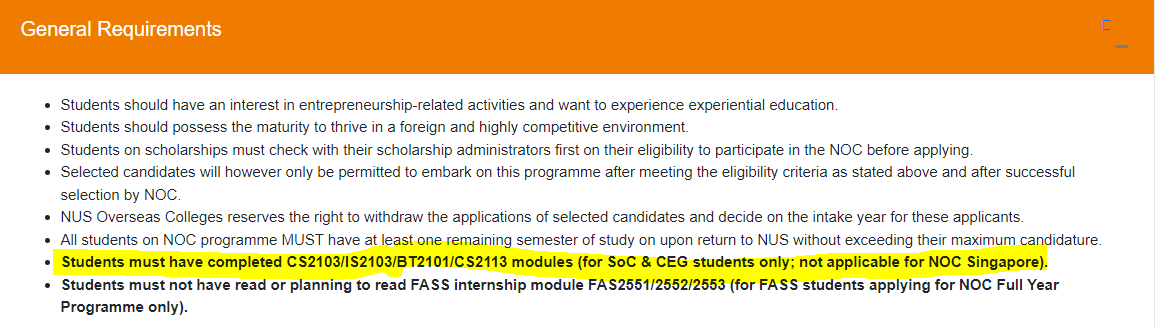 General Requirements
• Students should have an interest in entrepreneurship-related activities and want to experience experiential education.
• Students should possess the maturity to thrive in a foreign and highly competitive environment.
• Students on scholarships must check with their scholarship administrators first on their eligibility to participate in the NOC before applying.
• Selected candidates will however only be permitted to embark on this programme after meeting the eligibility criteria as stated above and after successful
selection by NOC.
• NUS Overseas Colleges reserves the right to withdraw the applications of selected candidates and decide on the intake year for these applicants.
• All students on NOC programme MUST have at least one remaining semester of study on upon return to NUS without exceeding their maximum candidature.
• Students must have completed CS2103/IS2103/BT2101/CS2113 modules (for SoC & CEG students only; not applicable for NOC Singapore).
• Students must not have read or planning to read FASS internship module FAS2551/2552/2553 (for FASS students applying for NOC Full Year
Programme only).